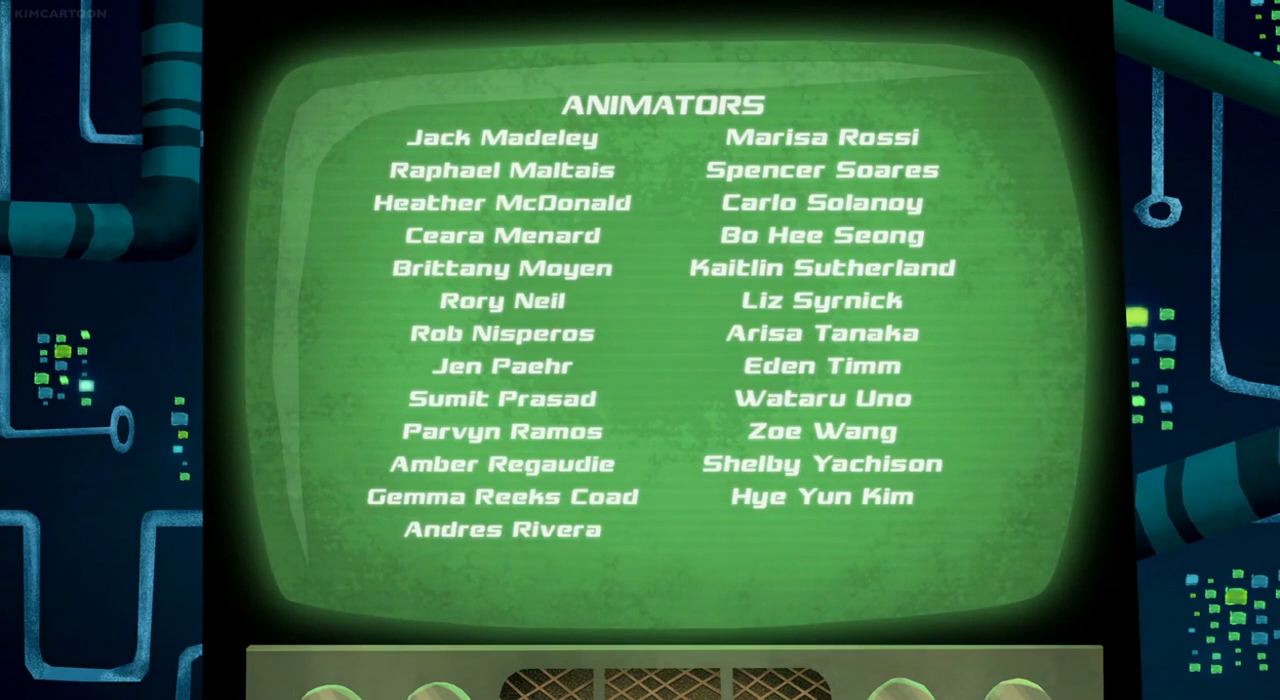 KIMCARTOON
ANIMATORS
Jack Madeley
Raphael Maltais
Heather McDonald
Ceara Menard
Brittany Moyen
Rory Neil
Rob Nisperos
Jen Paehr
Sumit Prasad
Parvyn Ramos
Amber Regaudie
Gemma Reeks Coad
Andres Rivera
Marisa Rossi
Spencer Soares
Carlo Solanoy
Bo Hee Seong
Kaitlin Sutherland
Liz Syrnick
Arisa Tanaka
Eden Timm
Wataru Uno
Zoe Wang
Shelby Yachison
Hye Yun Kim